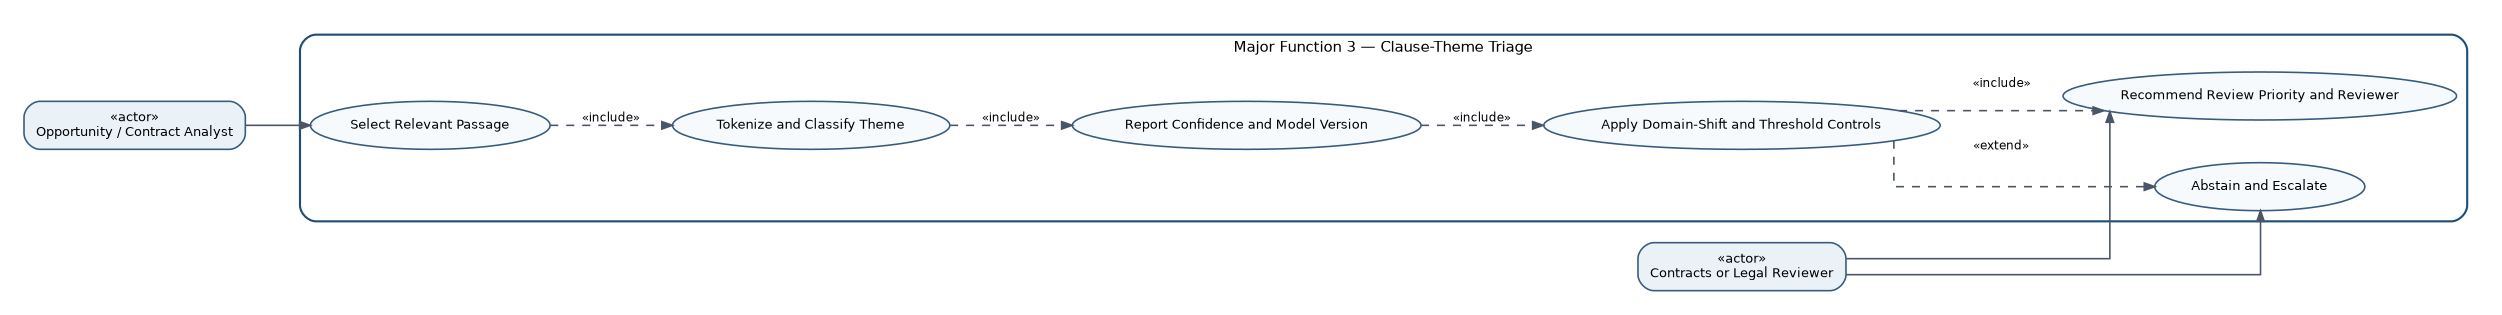 Major Function 3 — Clause-Theme Triage
«actor»
Opportunity / Contract Analyst
Select Relevant Passage
«include»
Tokenize and Classify Theme
«include»
Report Confidence and Model Version
«include»
Apply Domain-Shift and Threshold Controls
«include»
Recommend Review Priority and Reviewer
«extend»
Abstain and Escalate
«actor»
Contracts or Legal Reviewer